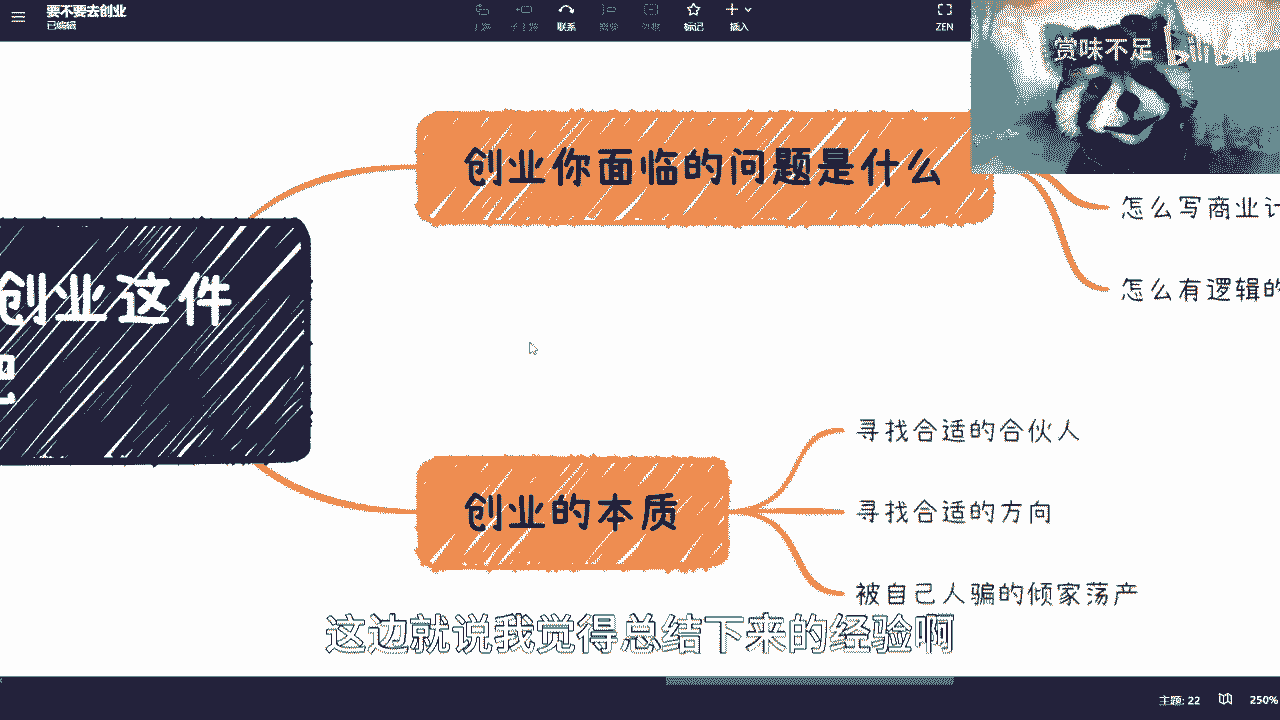 要不要去创业
已编辑
联系
标记
插入
ZEN
赏味不足
bilibili
创业你面临的问题是什么
怎么写商业计
怎么有逻辑的
创业这件
创业的本质
寻找合适的合伙人
寻找合适的方向
被自己人骗的倾家荡产
这边就说我觉得总结下来的经验啊
主题: 22
250%